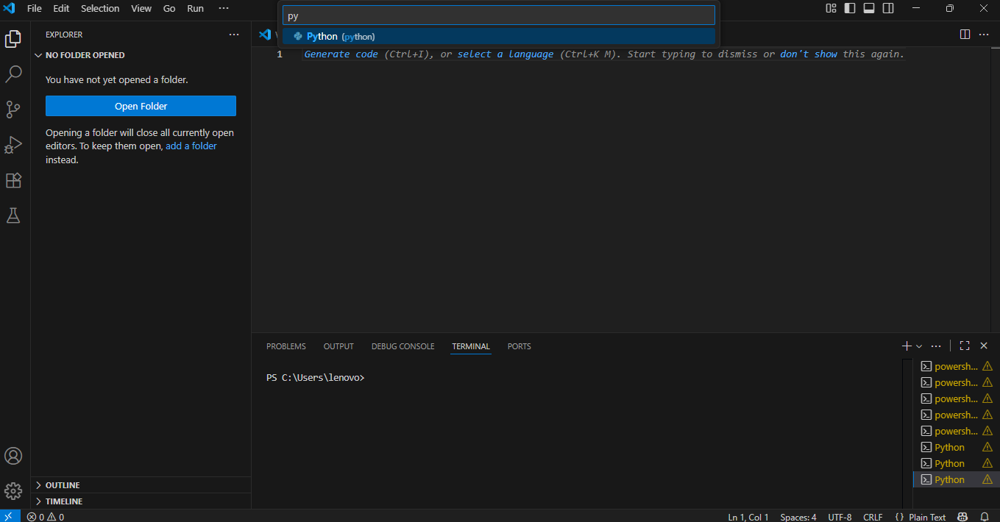 File Edit Selection View Go Run ···
py
Python (python)
EXPLORER
NO FOLDER OPENED
You have not yet opened a folder.
Open Folder
Opening a folder will close all currently open
editors. To keep them open, add a folder
instead.
1 Generate code (Ctrl+I), or select a language (Ctrl+K M). Start typing to dismiss or don't show this again.
PROBLEMS OUTPUT DEBUG CONSOLE TERMINAL PORTS
PS C:\Users\lenovo>
powersh...
powersh...
powersh...
powersh...
powersh...
Python
Python
Python
OUTLINE
TIMELINE
0 0 Ln 1, Col 1 Spaces: 4 UTF-8 CRLF {} Plain Text